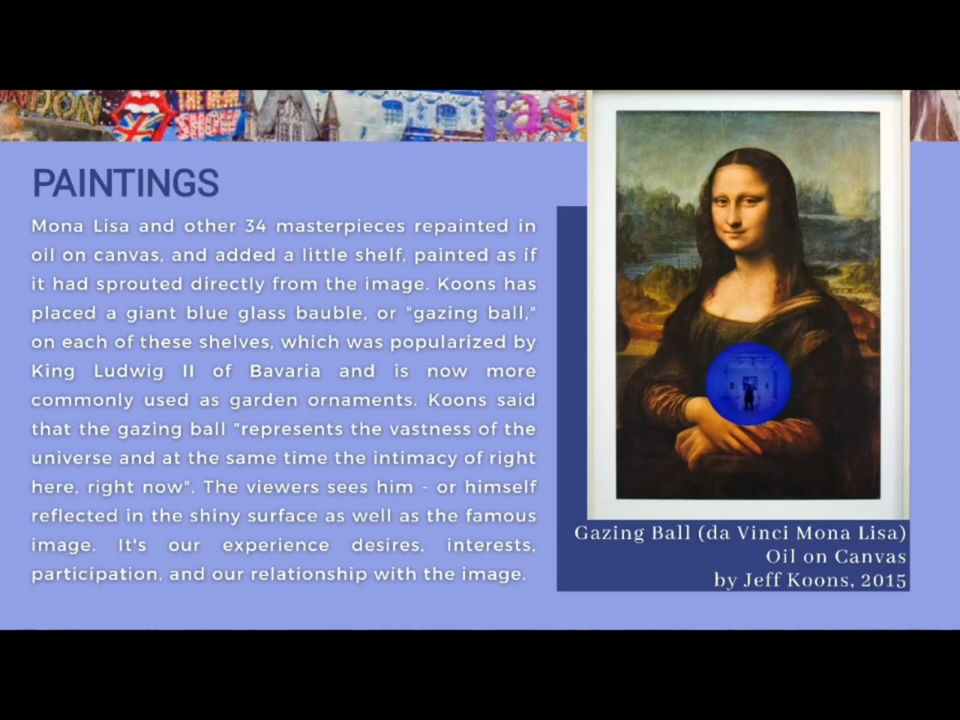 NDON
THE REAL
SHOW
as
PAINTINGS
Mona Lisa and other 34 masterpieces repainted in
oil on canvas, and added a little shelf, painted as if
it had sprouted directly from the image. Koons has
placed a giant blue glass bauble, or "gazing ball,"
on each of these shelves, which was popularized by
King Ludwig II of Bavaria and is now more
commonly used as garden ornaments. Koons said
that the gazing ball "represents the vastness of the
universe and at the same time the intimacy of right
here, right now". The viewers sees him - or himself
reflected in the shiny surface as well as the famous
image. It's our experience desires, interests,
participation, and our relationship with the image.
Gazing Ball (da Vinci Mona Lisa)
Oil on Canvas
by Jeff Koons, 2015